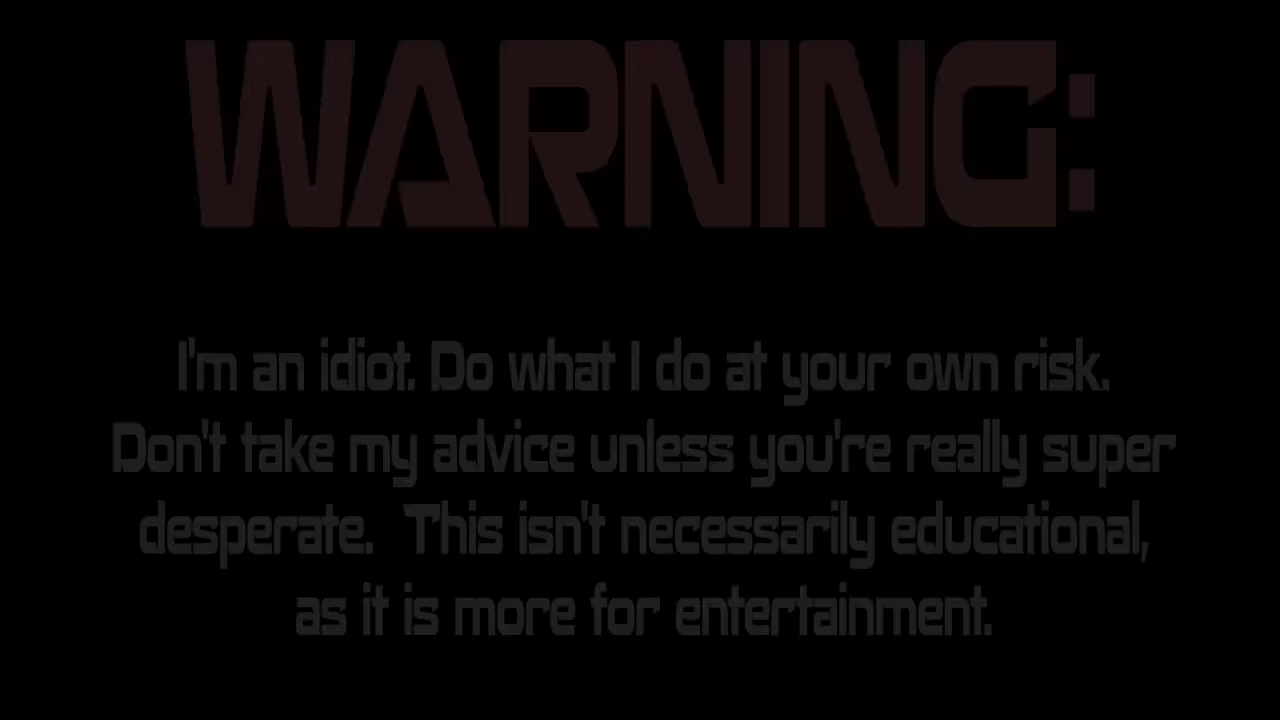 WARNING:
I'm an idiot. Do what I do at your own risk.
Don't take my advice unless you're really super
desperate.  This isn't necessarily educational,
as it is more for entertainment.